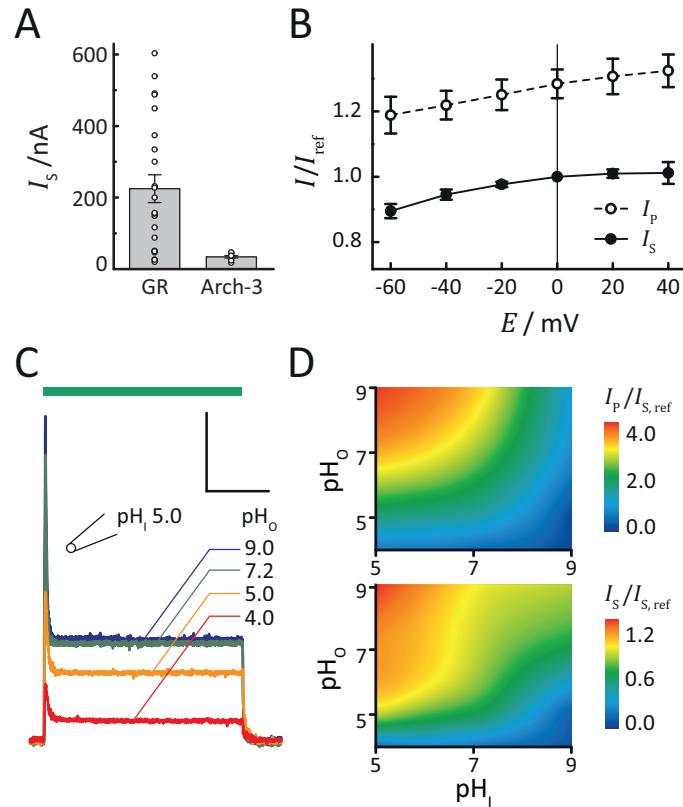 A
I_S /nA
600
400
200
0
GR
Arch-3
B
I/I_ref
1.2
1.0
0.8
I_P
I_S
-60
-40
-20
0
20
40
E / mV
C
pH_I 5.0
pH_O
9.0
7.2
5.0
4.0
D
pH_O
9
7
5
5
7
9
I_P/I_S, ref
4.0
2.0
0.0
pH_O
9
7
5
5
7
9
pH_I
I_S/I_S, ref
1.2
0.6
0.0